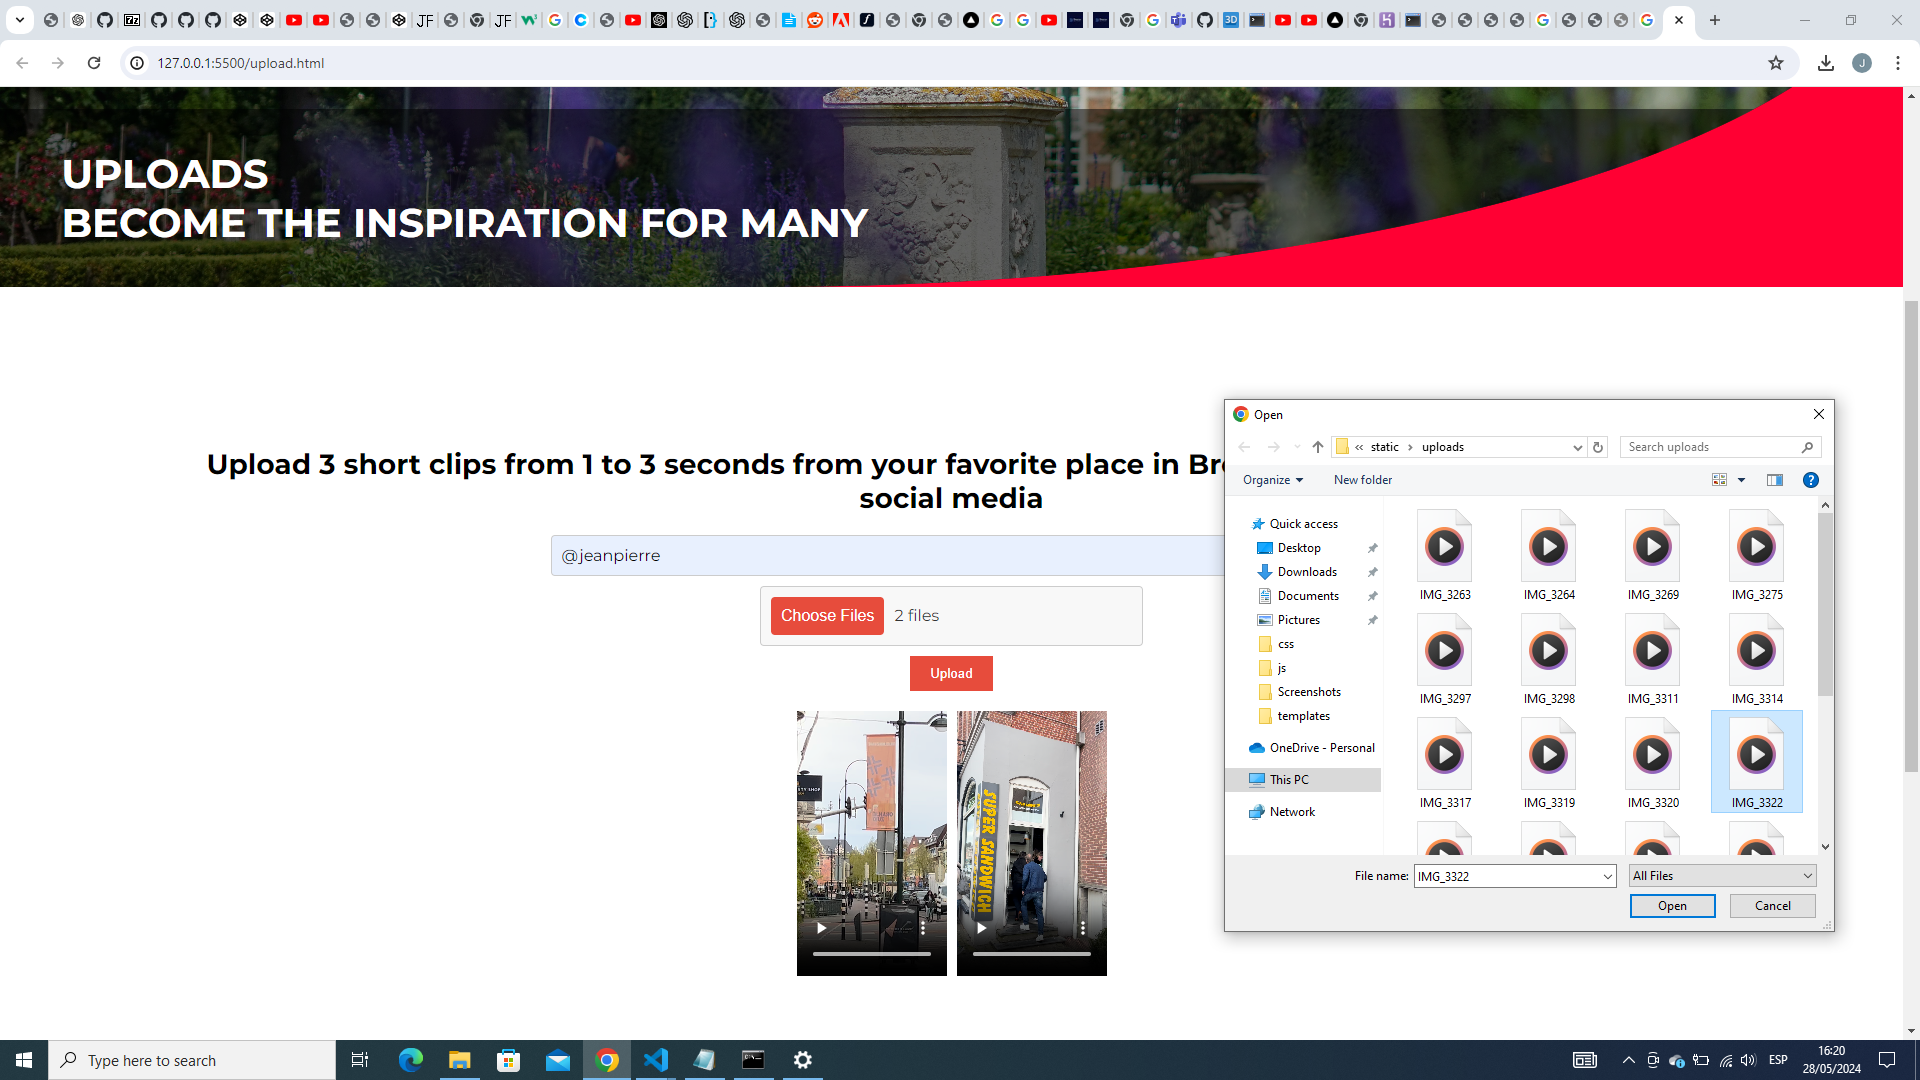 JF
JF
3D
127.0.0.1:5500/upload.html
J
UPLOADS
BECOME THE INSPIRATION FOR MANY
Upload 3 short clips from 1 to 3 seconds from your favorite place in Bre
social media
@jeanpierre
Choose Files 2 files
Upload
SUPER SANDWICH
Open
« static › uploads
Search uploads
Organize
New folder
Quick access
Desktop
Downloads
Documents
Pictures
css
js
Screenshots
templates
OneDrive - Personal
This PC
Network
IMG_3263 IMG_3264 IMG_3269 IMG_3275
IMG_3297 IMG_3298 IMG_3311 IMG_3314
IMG_3317 IMG_3319 IMG_3320 IMG_3322
File name: IMG_3322
All Files
Open
Cancel
Type here to search
ESP
16:20
28/05/2024